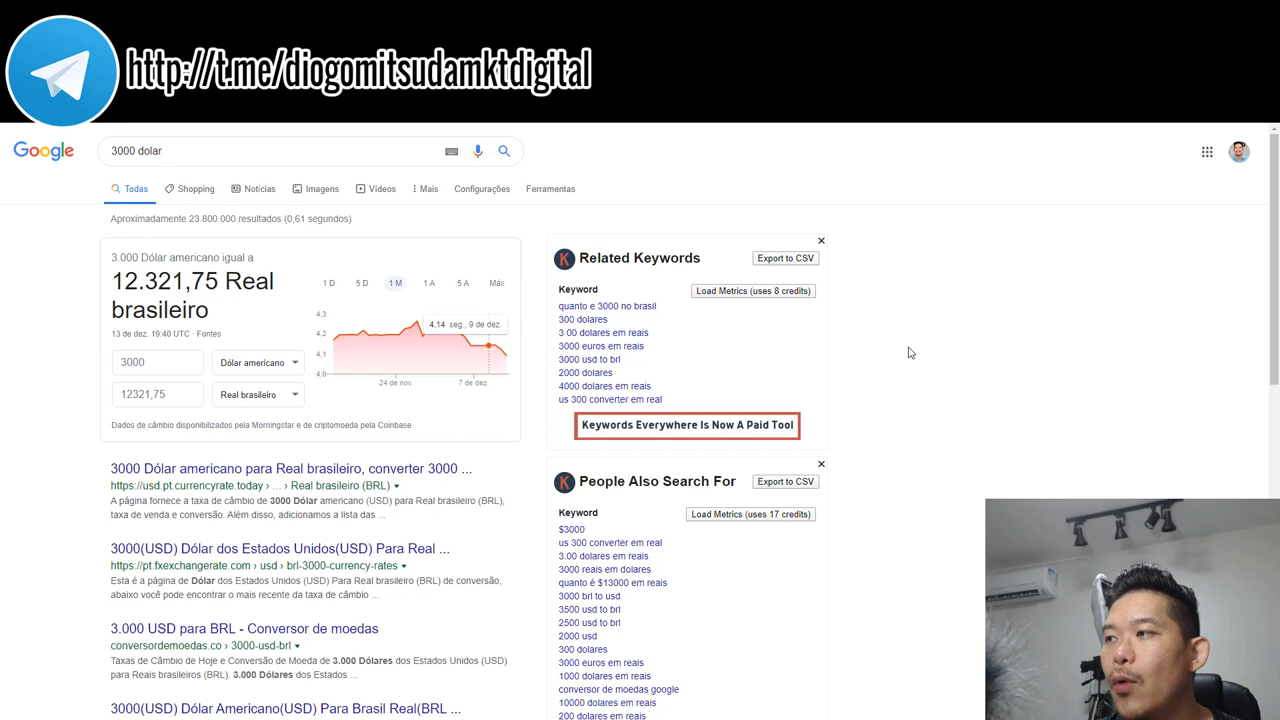 http://t.me/diogomitsudamktdigital
Google
3000 dolar
Todas Shopping Notícias Imagens Vídeos Mais Configurações Ferramentas
Aproximadamente 23.800.000 resultados (0,61 segundos)
3.000 Dólar americano igual a
12.321,75 Real
brasileiro
13 de dez. 19:40 UTC · Fontes
3000 Dólar americano
12321,75 Real brasileiro
1 D 5 D 1 M 1 A 5 A Máx
4,3
4,2
4,1
4,0
4,14 seg., 9 de dez.
24 de nov. 7 de dez.
Dados de câmbio disponibilizados pela Morningstar e de criptomoeda pela Coinbase
3000 Dólar americano para Real brasileiro, converter 3000 ...
https://usd.pt.currencyrate.today › ... › Real brasileiro (BRL)
A página fornece a taxa de câmbio de 3000 Dólar americano (USD) para Real brasileiro (BRL),
taxa de venda e conversão. Além disso, adicionamos a lista das ...
3000(USD) Dólar dos Estados Unidos(USD) Para Real ...
https://pt.fxexchangerate.com › usd › brl-3000-currency-rates
Esta é a página de Dólar dos Estados Unidos (USD) Para Real brasileiro (BRL) de conversão,
abaixo você pode encontrar o mais recente da taxa de câmbio ...
3.000 USD para BRL - Conversor de moedas
conversordemoedas.co › 3000-usd-brl
Taxas de Câmbio de Hoje e Conversão de Moeda de 3.000 Dólares dos Estados Unidos (USD)
para Reais brasileiros (BRL). 3.000 Dólares dos Estados ...
3000(USD) Dólar Americano(USD) Para Brasil Real(BRL ...
K Related Keywords Export to CSV
Keyword Load Metrics (uses 8 credits)
quanto e 3000 no brasil
300 dolares
3 00 dolares em reais
3000 euros em reais
3000 usd to brl
2000 dolares
4000 dolares em reais
us 300 converter em real
Keywords Everywhere Is Now A Paid Tool
K People Also Search For Export to CSV
Keyword Load Metrics (uses 17 credits)
$3000
us 300 converter em real
3.00 dolares em reais
3000 reais em dolares
quanto é $13000 em reais
3000 brl to usd
3500 usd to brl
2500 usd to brl
2000 usd
300 dolares
3000 euros em reais
1000 dolares em reais
conversor de moedas google
10000 dolares em reais
200 dolares em reais